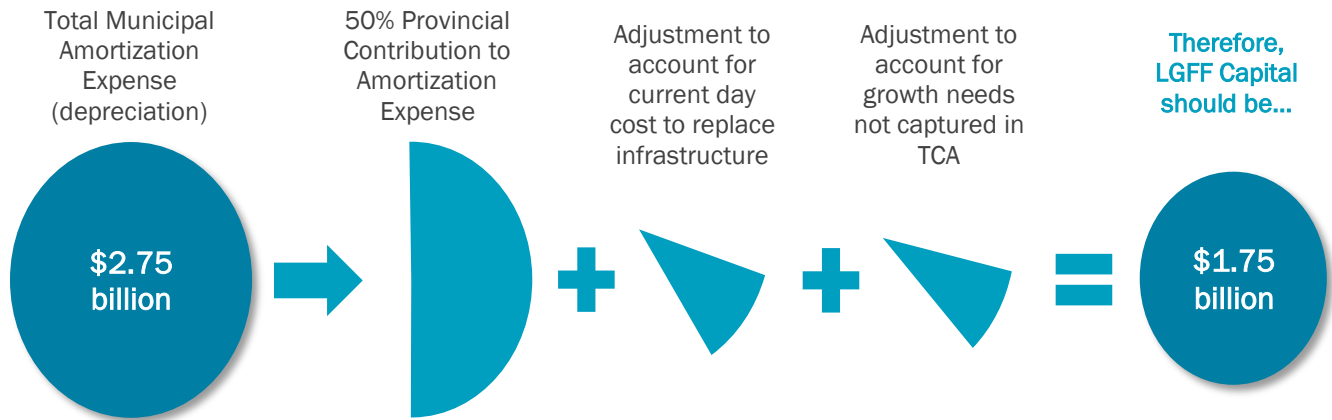 Total Municipal
Amortization
Expense
(depreciation)
50% Provincial
Contribution to
Amortization
Expense
Adjustment to
account for
current day
cost to replace
infrastructure
Adjustment to
account for
growth needs
not captured in
TCA
Therefore,
LGFF Capital
should be...
$2.75
billion
$1.75
billion